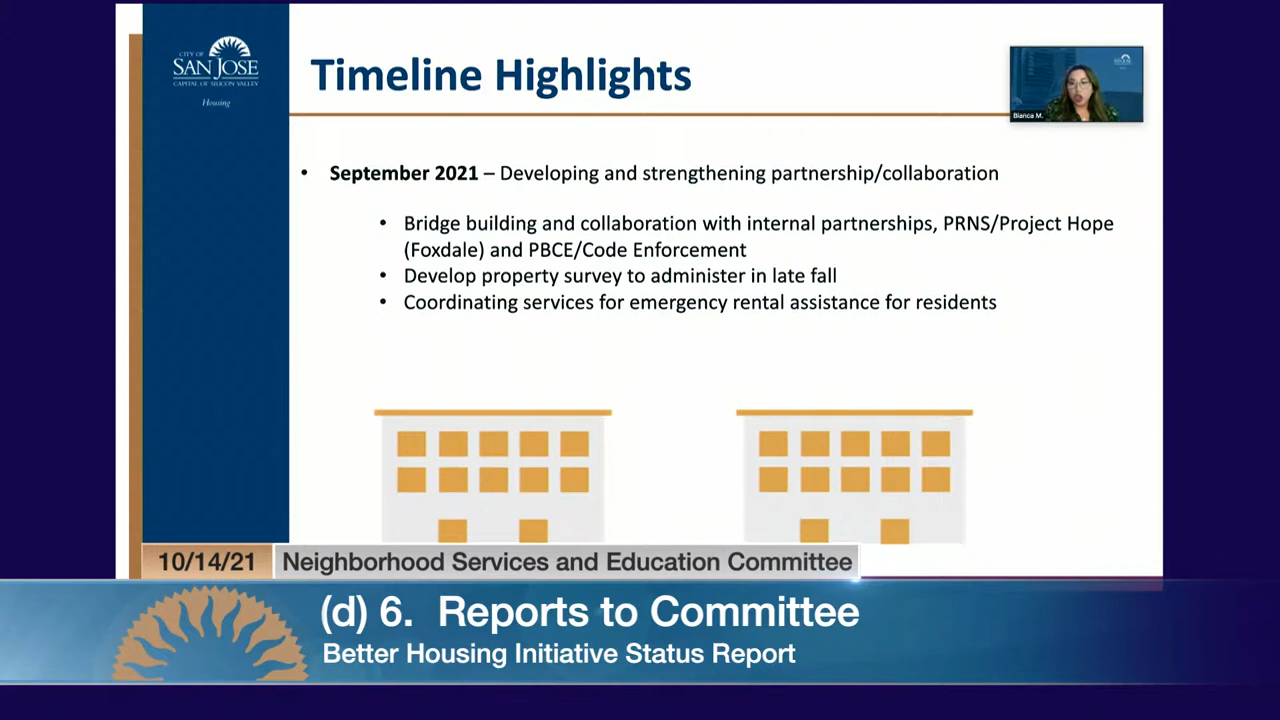 CITY OF
SAN JOSE
CAPITAL OF SILICON VALLEY
Housing
Timeline Highlights
Bianca M.
• September 2021 – Developing and strengthening partnership/collaboration
• Bridge building and collaboration with internal partnerships, PRNS/Project Hope
(Foxdale) and PBCE/Code Enforcement
• Develop property survey to administer in late fall
• Coordinating services for emergency rental assistance for residents
10/14/21
Neighborhood Services and Education Committee
(d) 6. Reports to Committee
Better Housing Initiative Status Report